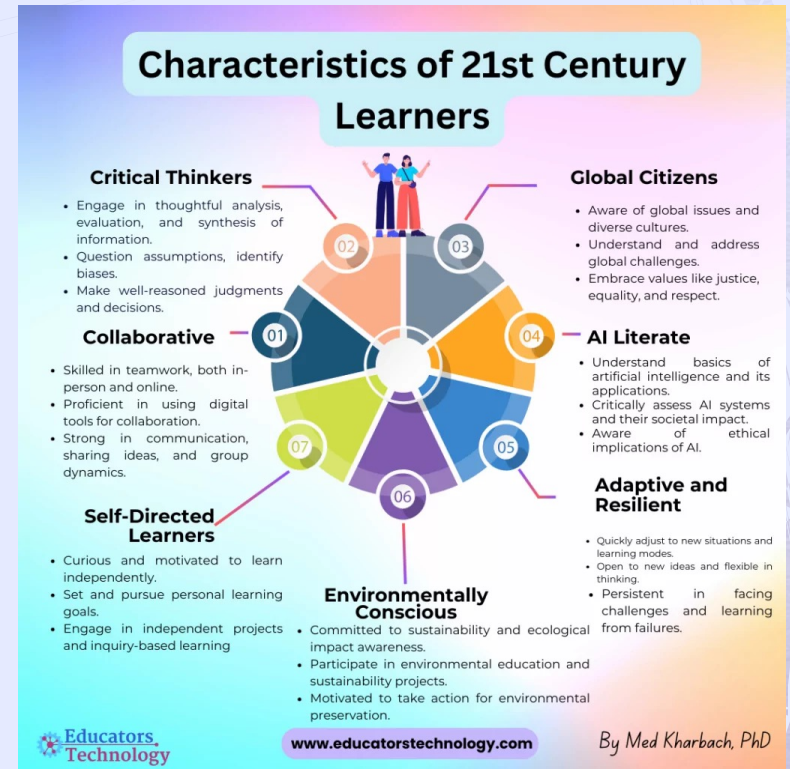 Characteristics of 21st Century
Learners
Critical Thinkers
• Engage in thoughtful analysis,
evaluation, and synthesis of
information.
• Question assumptions, identify
biases.
• Make well-reasoned judgments
and decisions.
02
Global Citizens
• Aware of global issues and
diverse cultures.
• Understand and address
global challenges.
• Embrace values like justice,
equality, and respect.
03
Collaborative
• Skilled in teamwork, both in-
person and online.
• Proficient in using digital
tools for collaboration.
• Strong in communication,
sharing ideas, and group
dynamics.
01
AI Literate
• Understand basics of
artificial intelligence and its
applications.
• Critically assess AI systems
and their societal impact.
• Aware of ethical
implications of AI.
04
Self-Directed
Learners
• Curious and motivated to learn
independently.
• Set and pursue personal learning
goals.
• Engage in independent projects
and inquiry-based learning
07
Environmentally
Conscious
• Committed to sustainability and ecological
impact awareness.
• Participate in environmental education and
sustainability projects.
• Motivated to take action for environmental
preservation.
06
Adaptive and
Resilient
• Quickly adjust to new situations and
learning modes.
• Open to new ideas and flexible in
thinking.
• Persistent in facing
challenges and learning
from failures.
05
Educators
Technology
www.educatorstechnology.com
By Med Kharbach, PhD